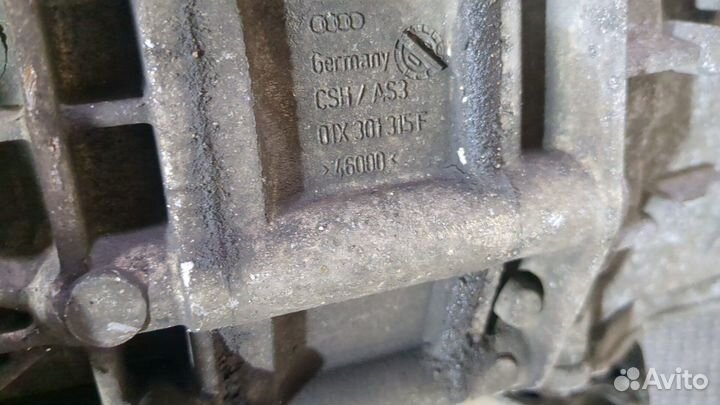 Germany
CSH / AS3
01X 301 315 F
>46000<
Avito